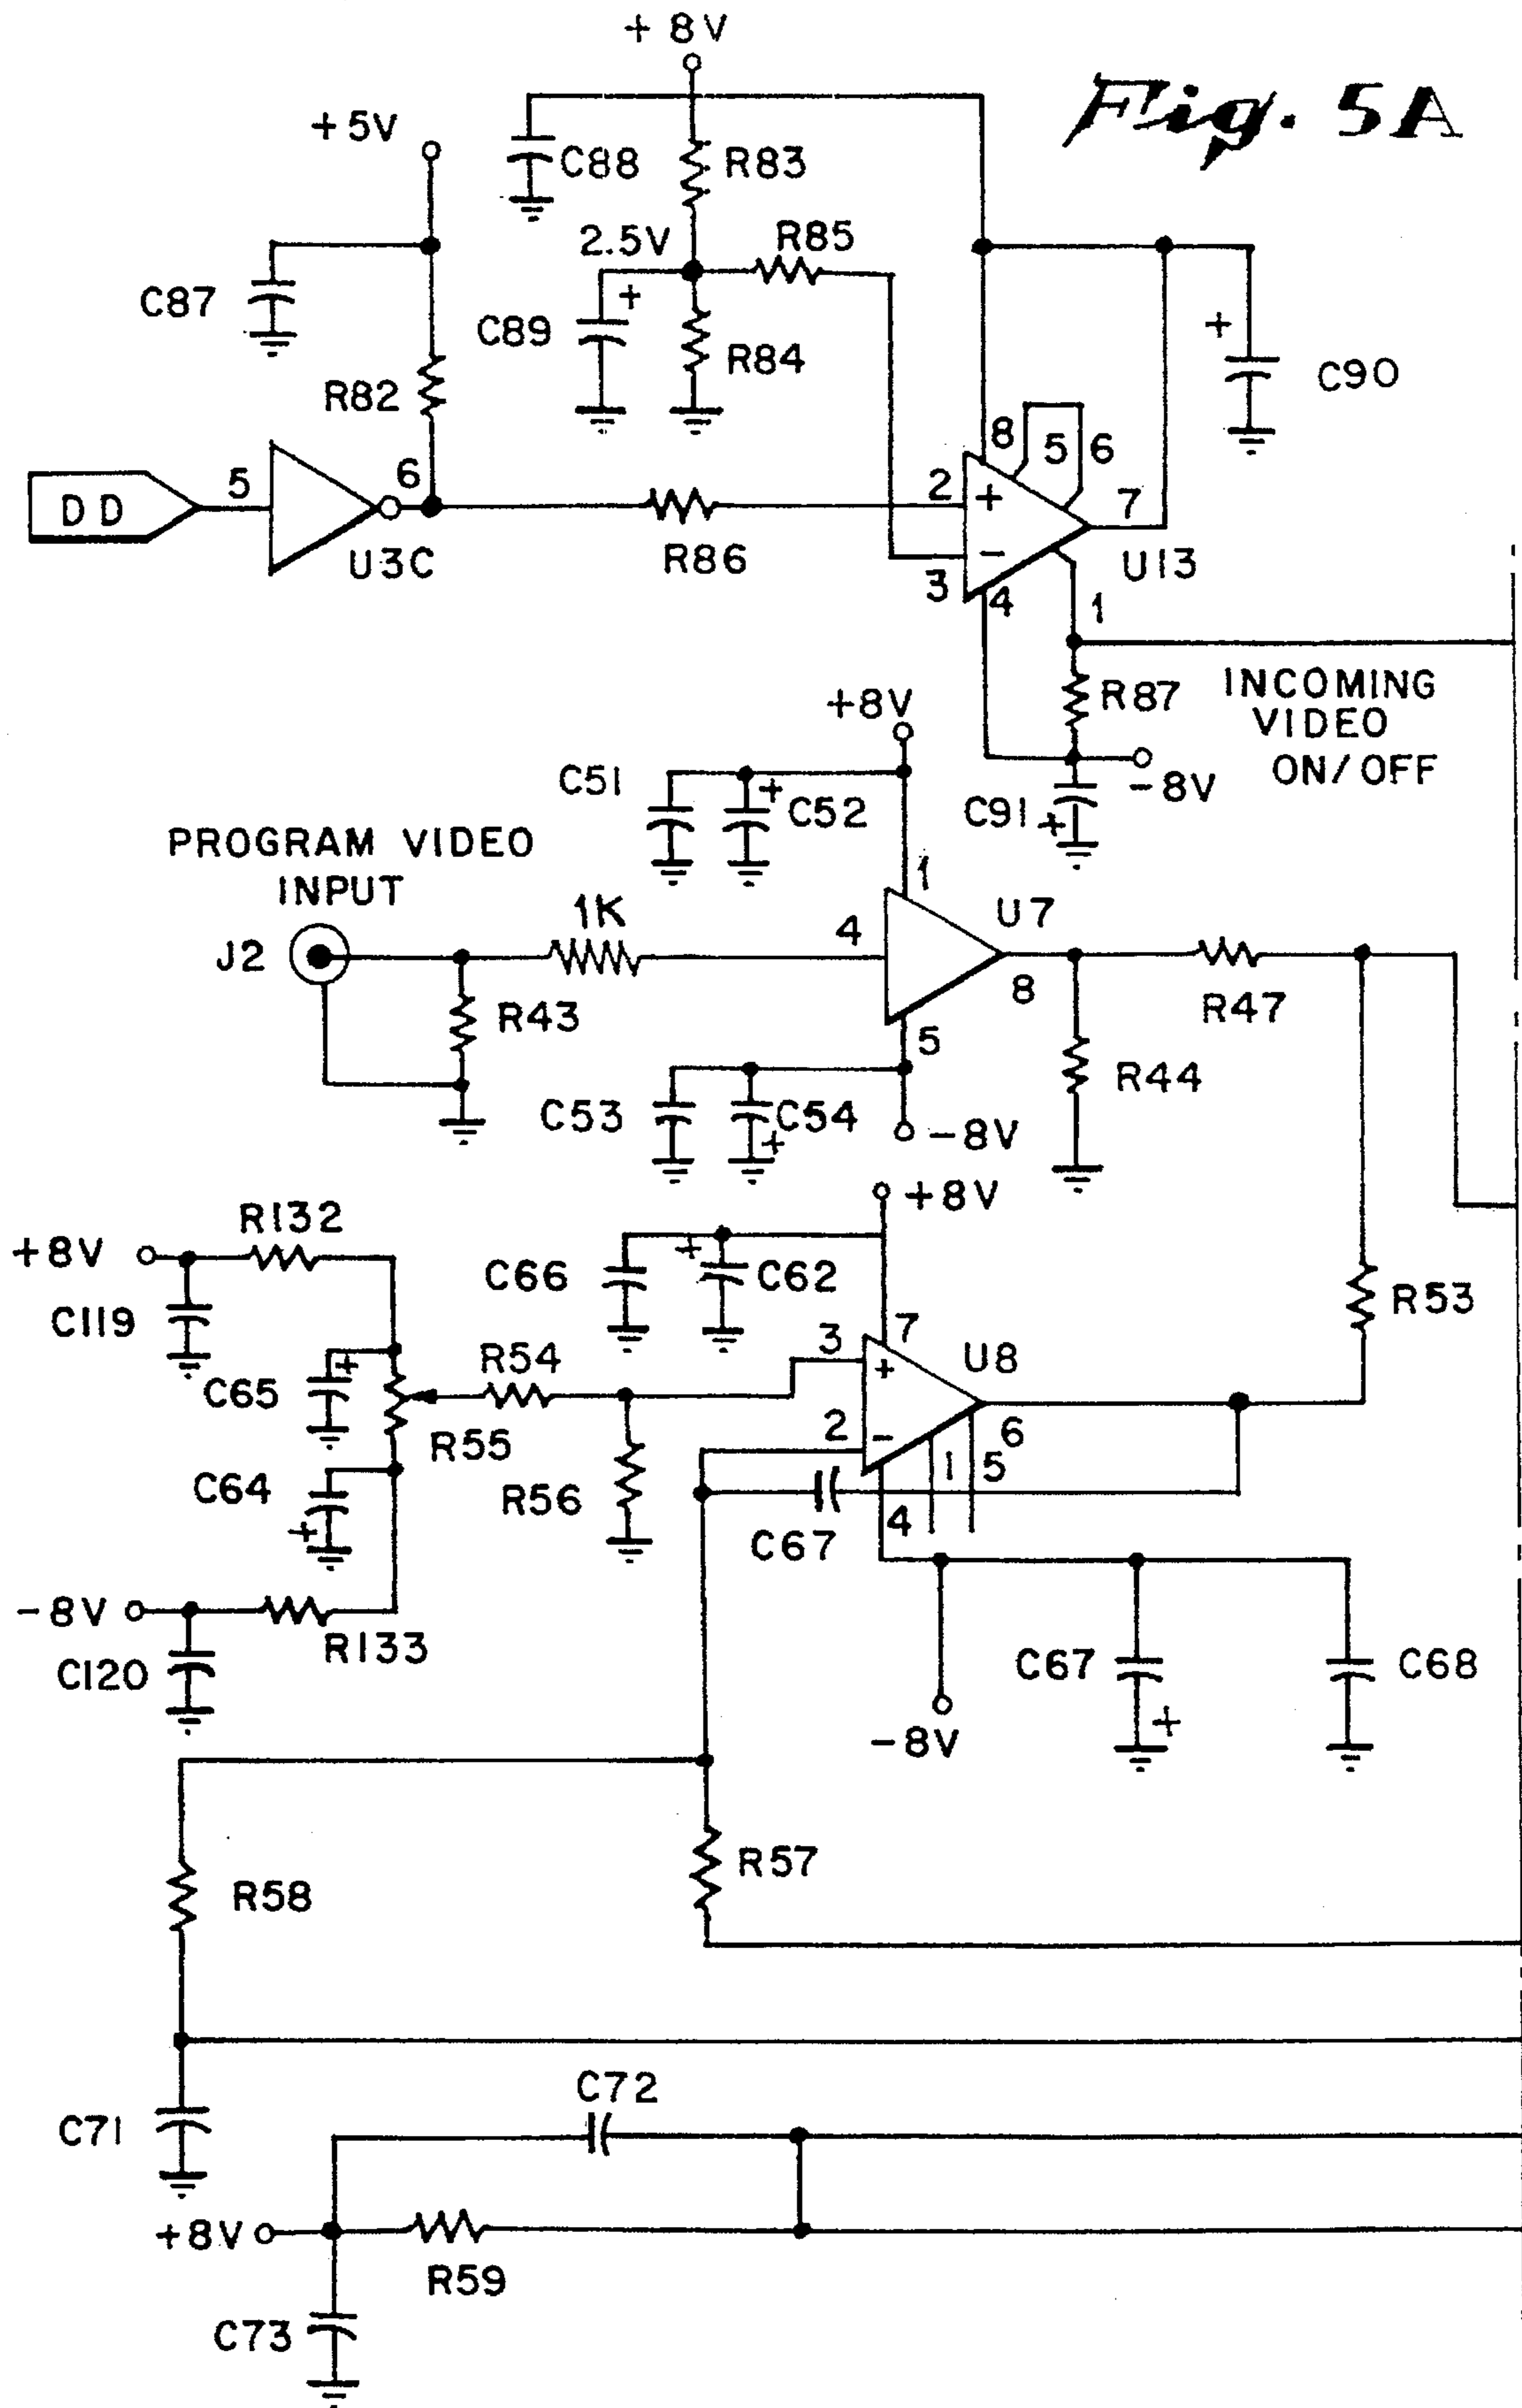 Fig. 5A
+8V
+5V
C88
R83
2.5V
R85
C87
C89
R84
R82
+
+
C90
8
5
6
DD
5
6
U3C
R86
2
+
-
3
4
7
U13
1
R87
INCOMING
VIDEO
ON/OFF
-8V
C91
+
+8V
C51
+
C52
PROGRAM VIDEO
INPUT
J2
1K
4
1
U7
8
5
R43
R47
R44
C53
C54
+
-8V
+8V
R132
+8V
C119
C66
+
C62
R53
3
7
U8
+
2
-
6
1
5
4
C65
+
R54
R55
R56
C64
+
C67
-8V
R133
C120
C67
+
C68
-8V
R58
R57
C71
C72
+8V
R59
C73